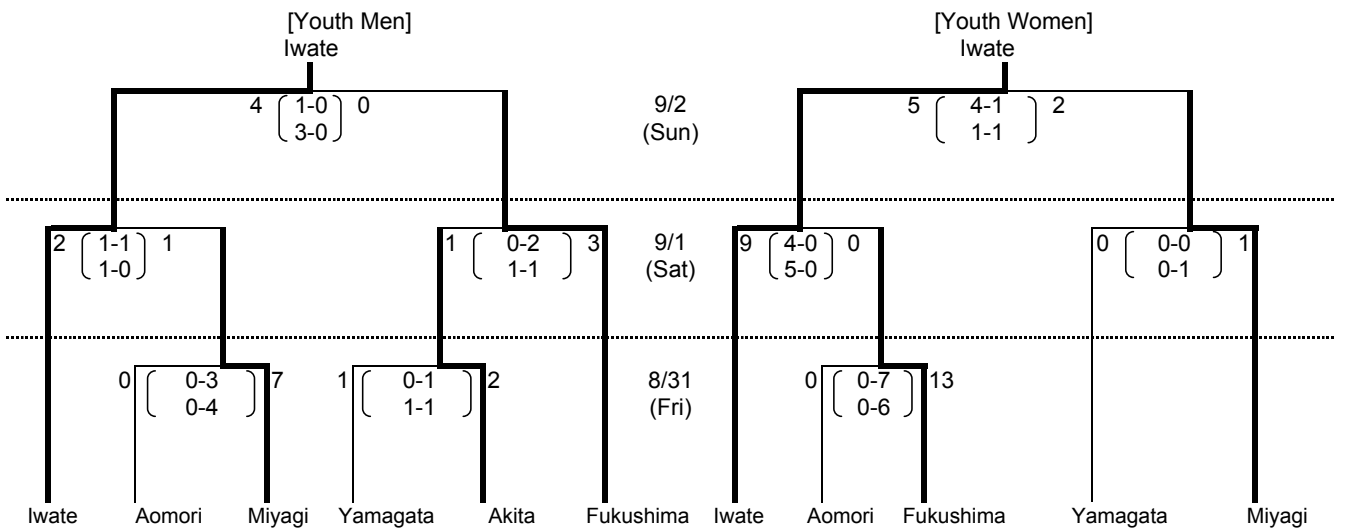 [Youth Men] [Youth Women]
Iwate Iwate
4 1-0 0 9/2 5 4-1 2
3-0 (Sun) 1-1
2 1-1 1 1 0-2 3 9/1 9 4-0 0 0 0-0 1
1-0 1-1 (Sat) 5-0 0-1
0 0-3 7 1 0-1 2 8/31 0 0-7 13
0-4 1-1 (Fri) 0-6
Iwate Aomori Miyagi Yamagata Akita Fukushima Iwate Aomori Fukushima Yamagata Miyagi